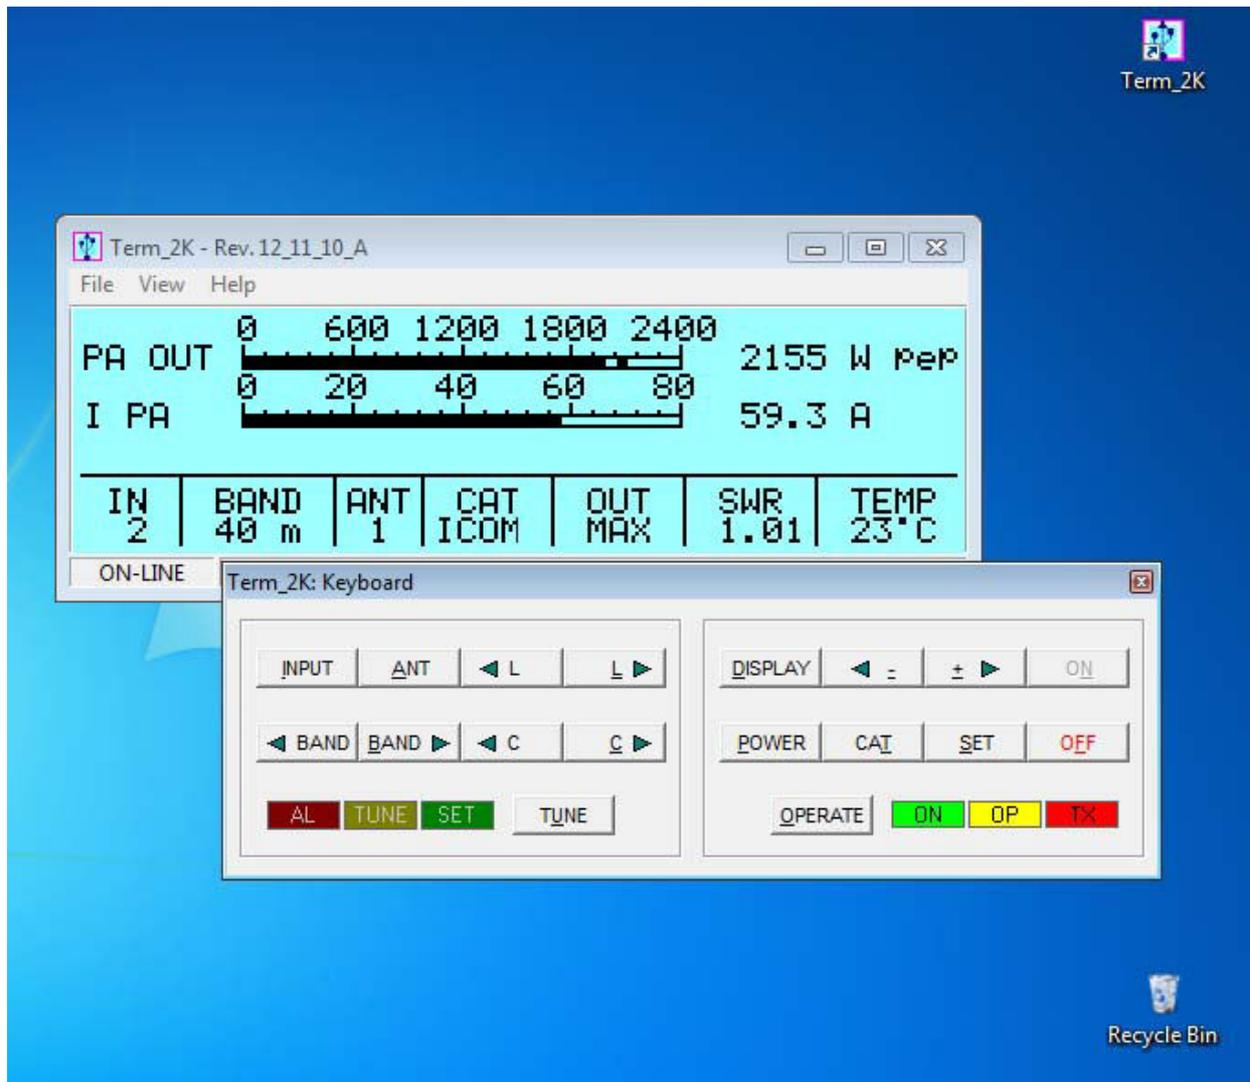 Term_2K
Term_2K - Rev. 12_11_10_A
File View Help
0 600 1200 1800 2400
PA OUT 2155 W pep
0 20 40 60 80
I PA 59.3 A
IN BAND ANT CAT OUT SWR TEMP
2 40 m 1 ICOM MAX 1.01 23°C
ON-LINE
Term_2K: Keyboard
INPUT ANT L L DISPLAY - + ON
BAND BAND C C POWER CAT SET OFF
AL TUNE SET TUNE OPERATE ON OP TX
Recycle Bin